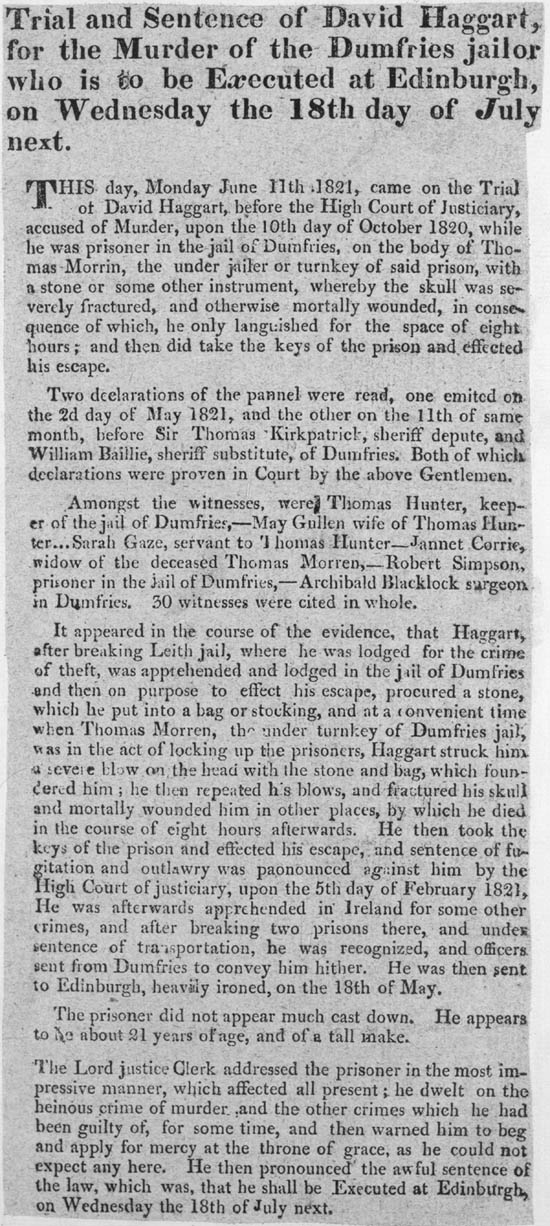 Trial and Sentence of David Haggart,
for the Murder of the Dumfries jailor
who is to be Executed at Edinburgh,
on Wednesday the 18th day of July
next.
THIS day, Monday June 11th 1821, came on the Trial
of David Haggart, before the High Court of Justiciary,
accused of Murder, upon the 10th day of October 1820, while
he was prisoner in the jail of Dumfries, on the body of Tho-
mas Morrin, the under jailer or turnkey of said prison, with
a stone or some other instrument, whereby the skull was se-
verely fractured, and otherwise mortally wounded, in conse-
quence of which, he only languished for the space of eight
hours; and then did take the keys of the prison and effected
his escape.
Two declarations of the pannel were read, one emited on
the 2d day of May 1821, and the other on the 11th of same
month, before Sir Thomas Kirkpatrick, sheriff depute, and
William Baillie, sheriff substitute, of Dumfries. Both of which
declarations were proven in Court by the above Gentlemen.
Amongst the witnesses, were Thomas Hunter, keep-
er of the jail of Dumfries,—May Gullen wife of Thomas Hun-
ter...Sarah Gaze, servant to Thomas Hunter—Jannet Corrie,
widow of the deceased Thomas Morren,—Robert Simpson,
prisoner in the jail of Dumfries,—Archibald Blacklock surgeon
in Dumfries. 30 witnesses were cited in whole.
It appeared in the course of the evidence, that Haggart,
after breaking Leith jail, where he was lodged for the crime
of theft, was apprehended and lodged in the jail of Dumfries
and then on purpose to effect his escape, procured a stone,
which he put into a bag or stocking, and at a convenient time
when Thomas Morren, the under turnkey of Dumfries jail,
was in the act of locking up the prisoners, Haggart struck him
a severe blow on the head with the stone and bag, which foun-
dered him; he then repeated his blows, and fractured his skull
and mortally wounded him in other places, by which he died
in the course of eight hours afterwards. He then took the
keys of the prison and effected his escape, and sentence of fu-
gitation and outlawry was paonounced against him by the
High Court of justiciary, upon the 5th day of February 1821,
He was afterwards apprehended in Ireland for some other
crimes, and after breaking two prisons there, and under
sentence of transportation, he was recognized, and officers
sent from Dumfries to convey him hither. He was then sent
to Edinburgh, heavily ironed, on the 18th of May.
The prisoner did not appear much cast down. He appears
to be about 21 years of age, and of a tall make.
The Lord justice Clerk addressed the prisoner in the most im-
pressive manner, which affected all present; he dwelt on the
heinous crime of murder, and the other crimes which he had
been guilty of, for some time, and then warned him to beg
and apply for mercy at the throne of grace, as he could not
expect any here. He then pronounced the awful sentence of
the law, which was, that he shall be Executed at Edinburgh,
on Wednesday the 18th of July next.